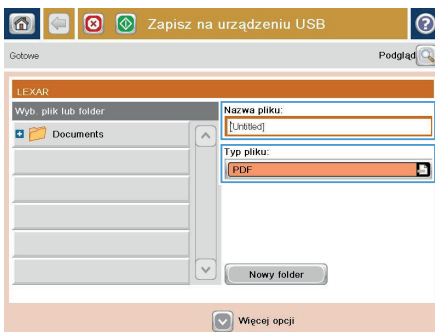 Zapisz na urządzeniu USB
?
Gotowe
Podgląd
LEXAR
Wyb. plik lub folder
Documents
Nazwa pliku:
[Untitled]
Typ pliku:
PDF
Nowy folder
Więcej opcji